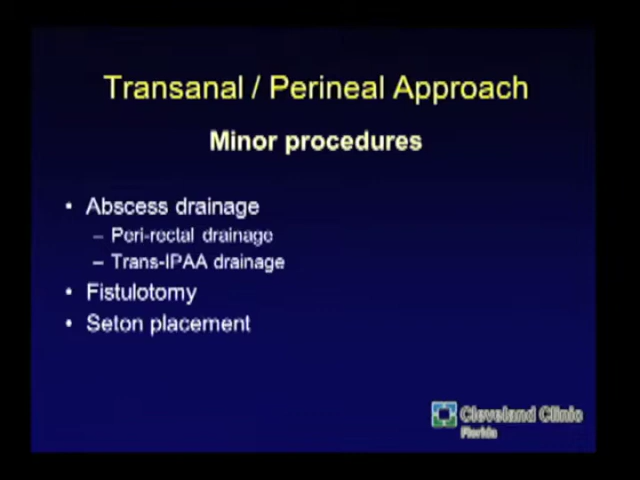 Transanal / Perineal Approach
Minor procedures
• Abscess drainage
– Peri-rectal drainage
– Trans-IPAA drainage
• Fistulotomy
• Seton placement
Cleveland Clinic
Florida